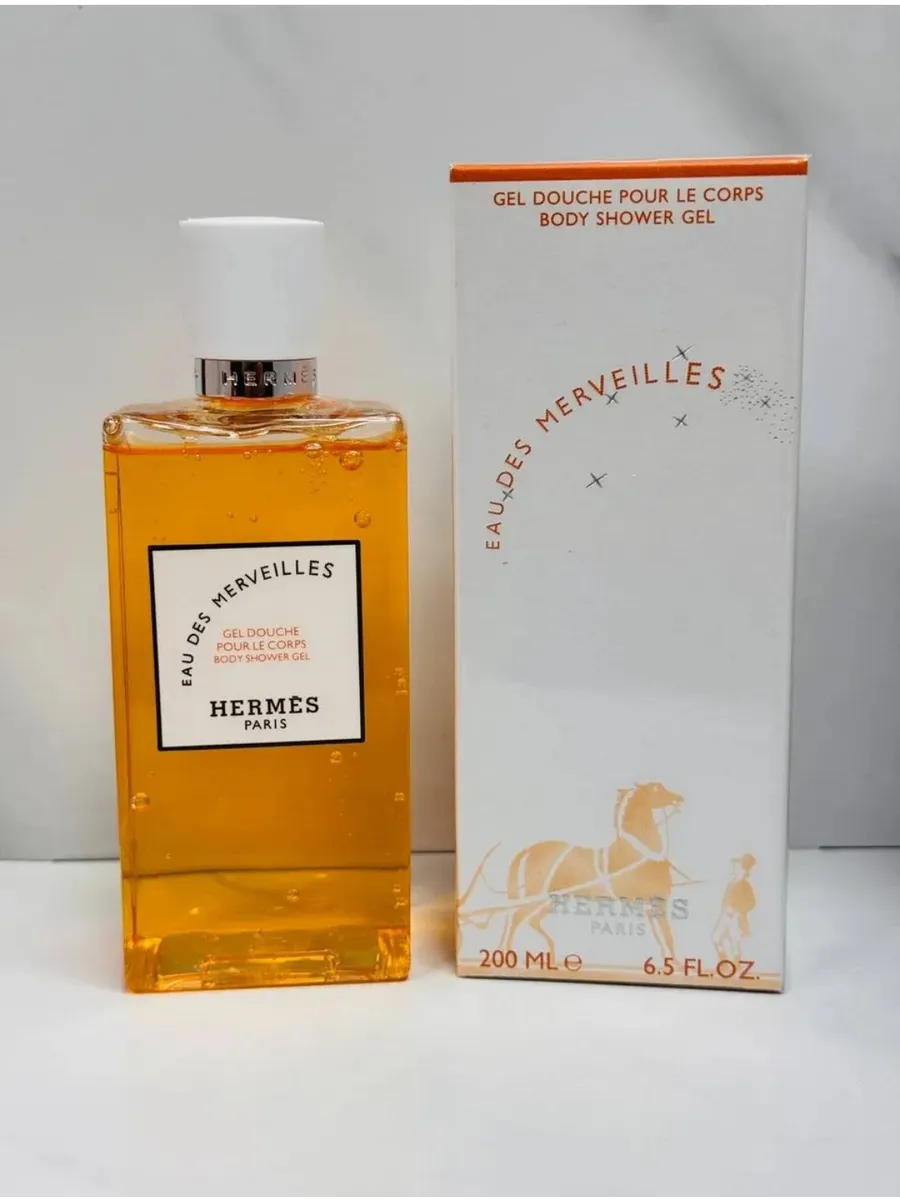 HERMÈS
EAU DES MERVEILLES
GEL DOUCHE
POUR LE CORPS
BODY SHOWER GEL
HERMÈS
PARIS
GEL DOUCHE POUR LE CORPS
BODY SHOWER GEL
EAU DES MERVEILLES
HERMÈS
PARIS
200 ML ℮ 6.5 FL.OZ.